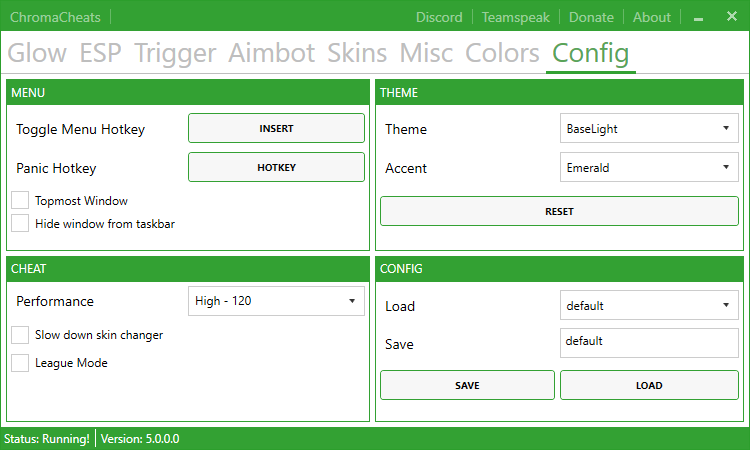 ChromaCheats Discord Teamspeak Donate About
Glow ESP Trigger Aimbot Skins Misc Colors Config
MENU
Toggle Menu Hotkey INSERT
Panic Hotkey HOTKEY
Topmost Window
Hide window from taskbar
THEME
Theme BaseLight
Accent Emerald
RESET
CHEAT
Performance High - 120
Slow down skin changer
League Mode
CONFIG
Load default
Save default
SAVE LOAD
Status: Running! Version: 5.0.0.0